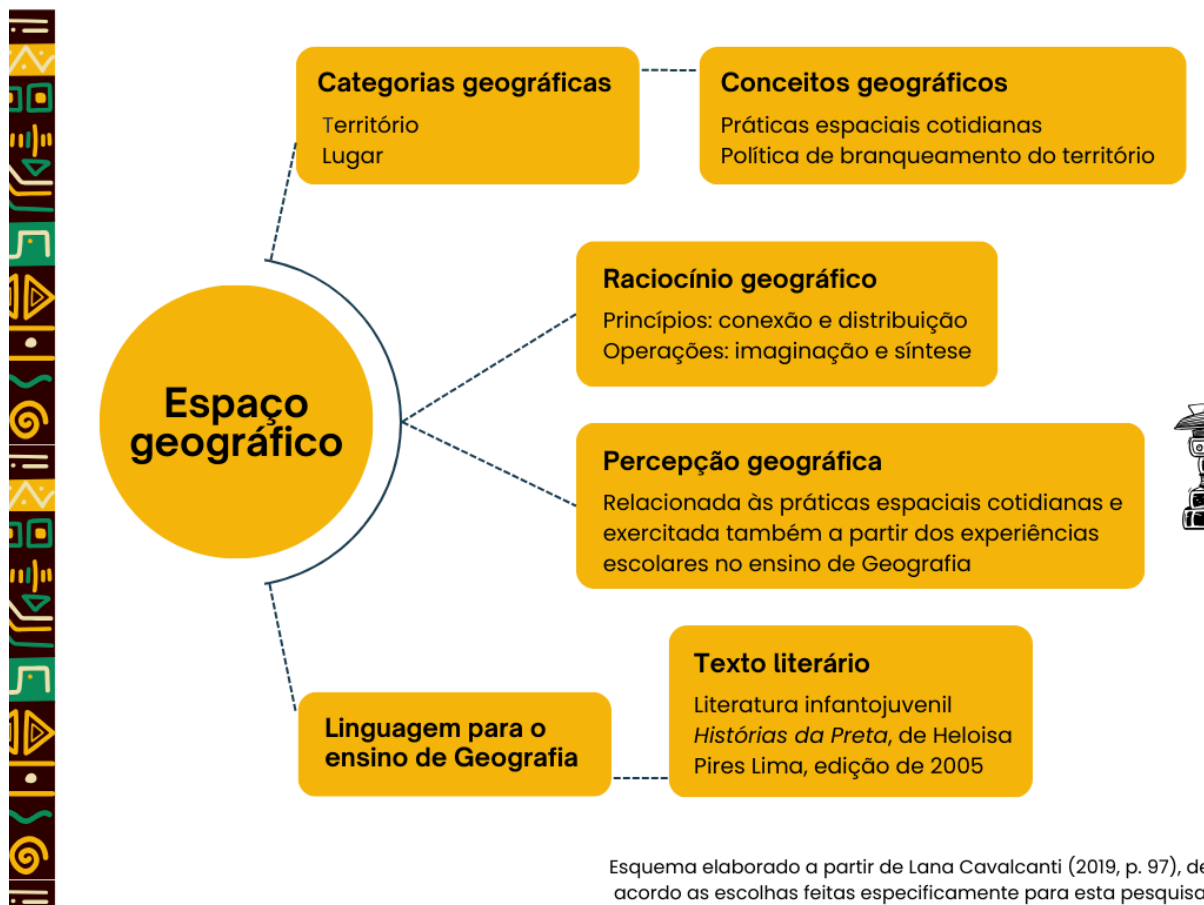 Categorias geográficas
Território
Lugar
Conceitos geográficos
Práticas espaciais cotidianas
Política de branqueamento do território
Raciocínio geográfico
Princípios: conexão e distribuição
Operações: imaginação e síntese
Espaço
geográfico
Percepção geográfica
Relacionada às práticas espaciais cotidianas e
exercitada também a partir dos experiências
escolares no ensino de Geografia
Linguagem para o
ensino de Geografia
Texto literário
Literatura infantojuvenil
Histórias da Preta, de Heloisa
Pires Lima, edição de 2005
Esquema elaborado a partir de Lana Cavalcanti (2019, p. 97), de
acordo as escolhas feitas especificamente para esta pesquisa